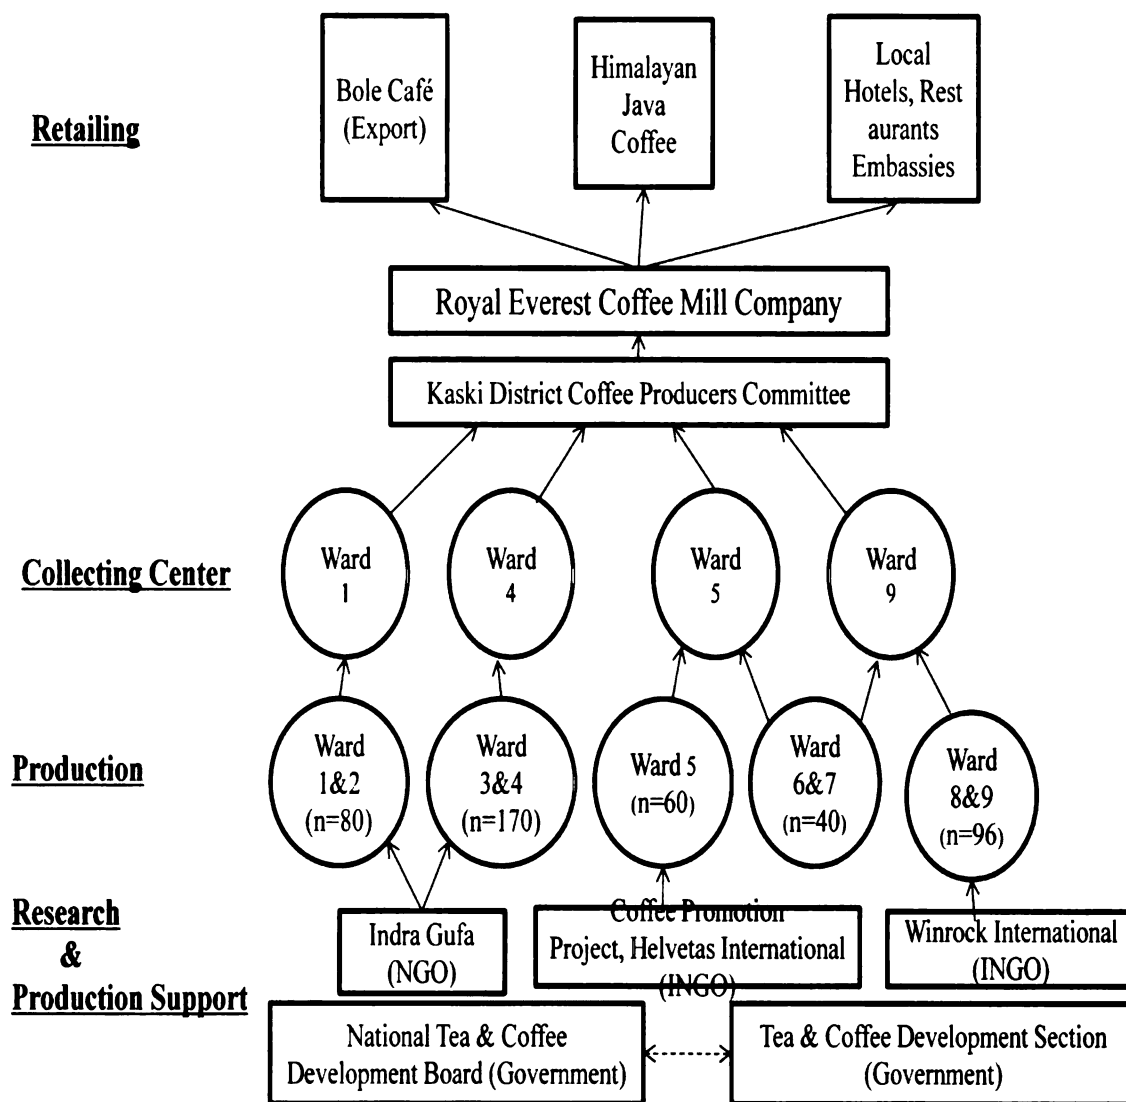 Retailing
Bole Café
(Export)
Himalayan
Java
Coffee
Local
Hotels, Rest
aurants
Embassies
Royal Everest Coffee Mill Company
Kaski District Coffee Producers Committee
Collecting Center
Ward
1
Ward
4
Ward
5
Ward
9
Production
Ward
1&2
(n=80)
Ward
3&4
(n=170)
Ward 5
(n=60)
Ward
6&7
(n=40)
Ward
8&9
(n=96)
Research
&
Production Support
Indra Gufa
(NGO)
Coffee Promotion
Project, Helvetas International
(INGO)
Winrock International
(INGO)
National Tea & Coffee
Development Board (Government)
Tea & Coffee Development Section
(Government)